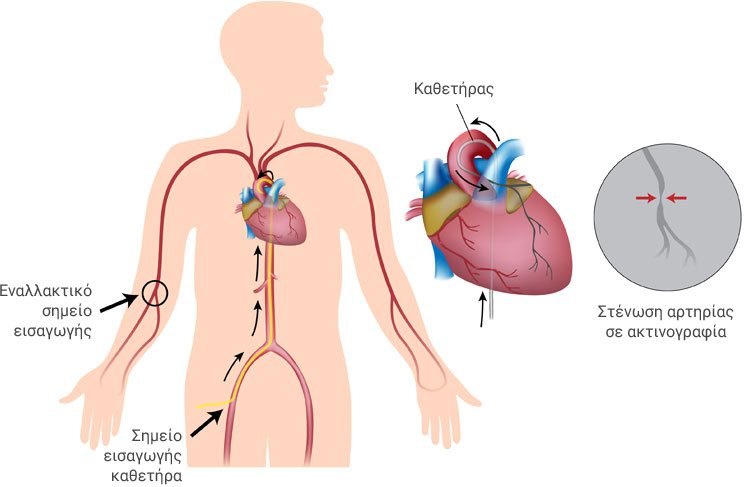 Καθετήρας
Εναλλακτικό
σημείο
εισαγωγής
Στένωση αρτηρίας
σε ακτινογραφία
Σημείο
εισαγωγής
καθετήρα